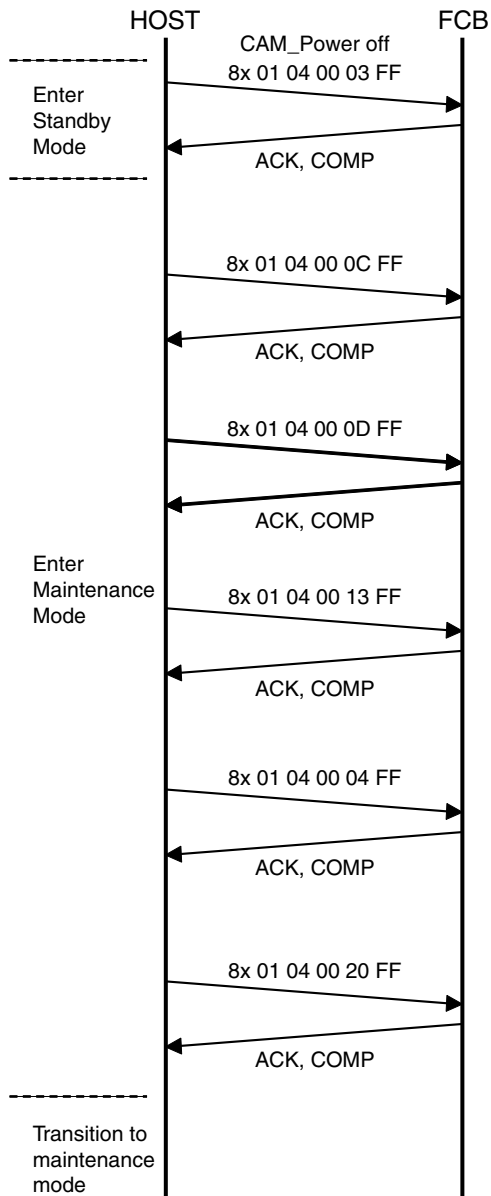 HOST FCB
CAM_Power off
8x 01 04 00 03 FF
Enter
Standby
Mode
ACK, COMP
8x 01 04 00 0C FF
ACK, COMP
8x 01 04 00 0D FF
ACK, COMP
Enter
Maintenance
Mode
8x 01 04 00 13 FF
ACK, COMP
8x 01 04 00 04 FF
ACK, COMP
8x 01 04 00 20 FF
ACK, COMP
Transition to
maintenance
mode